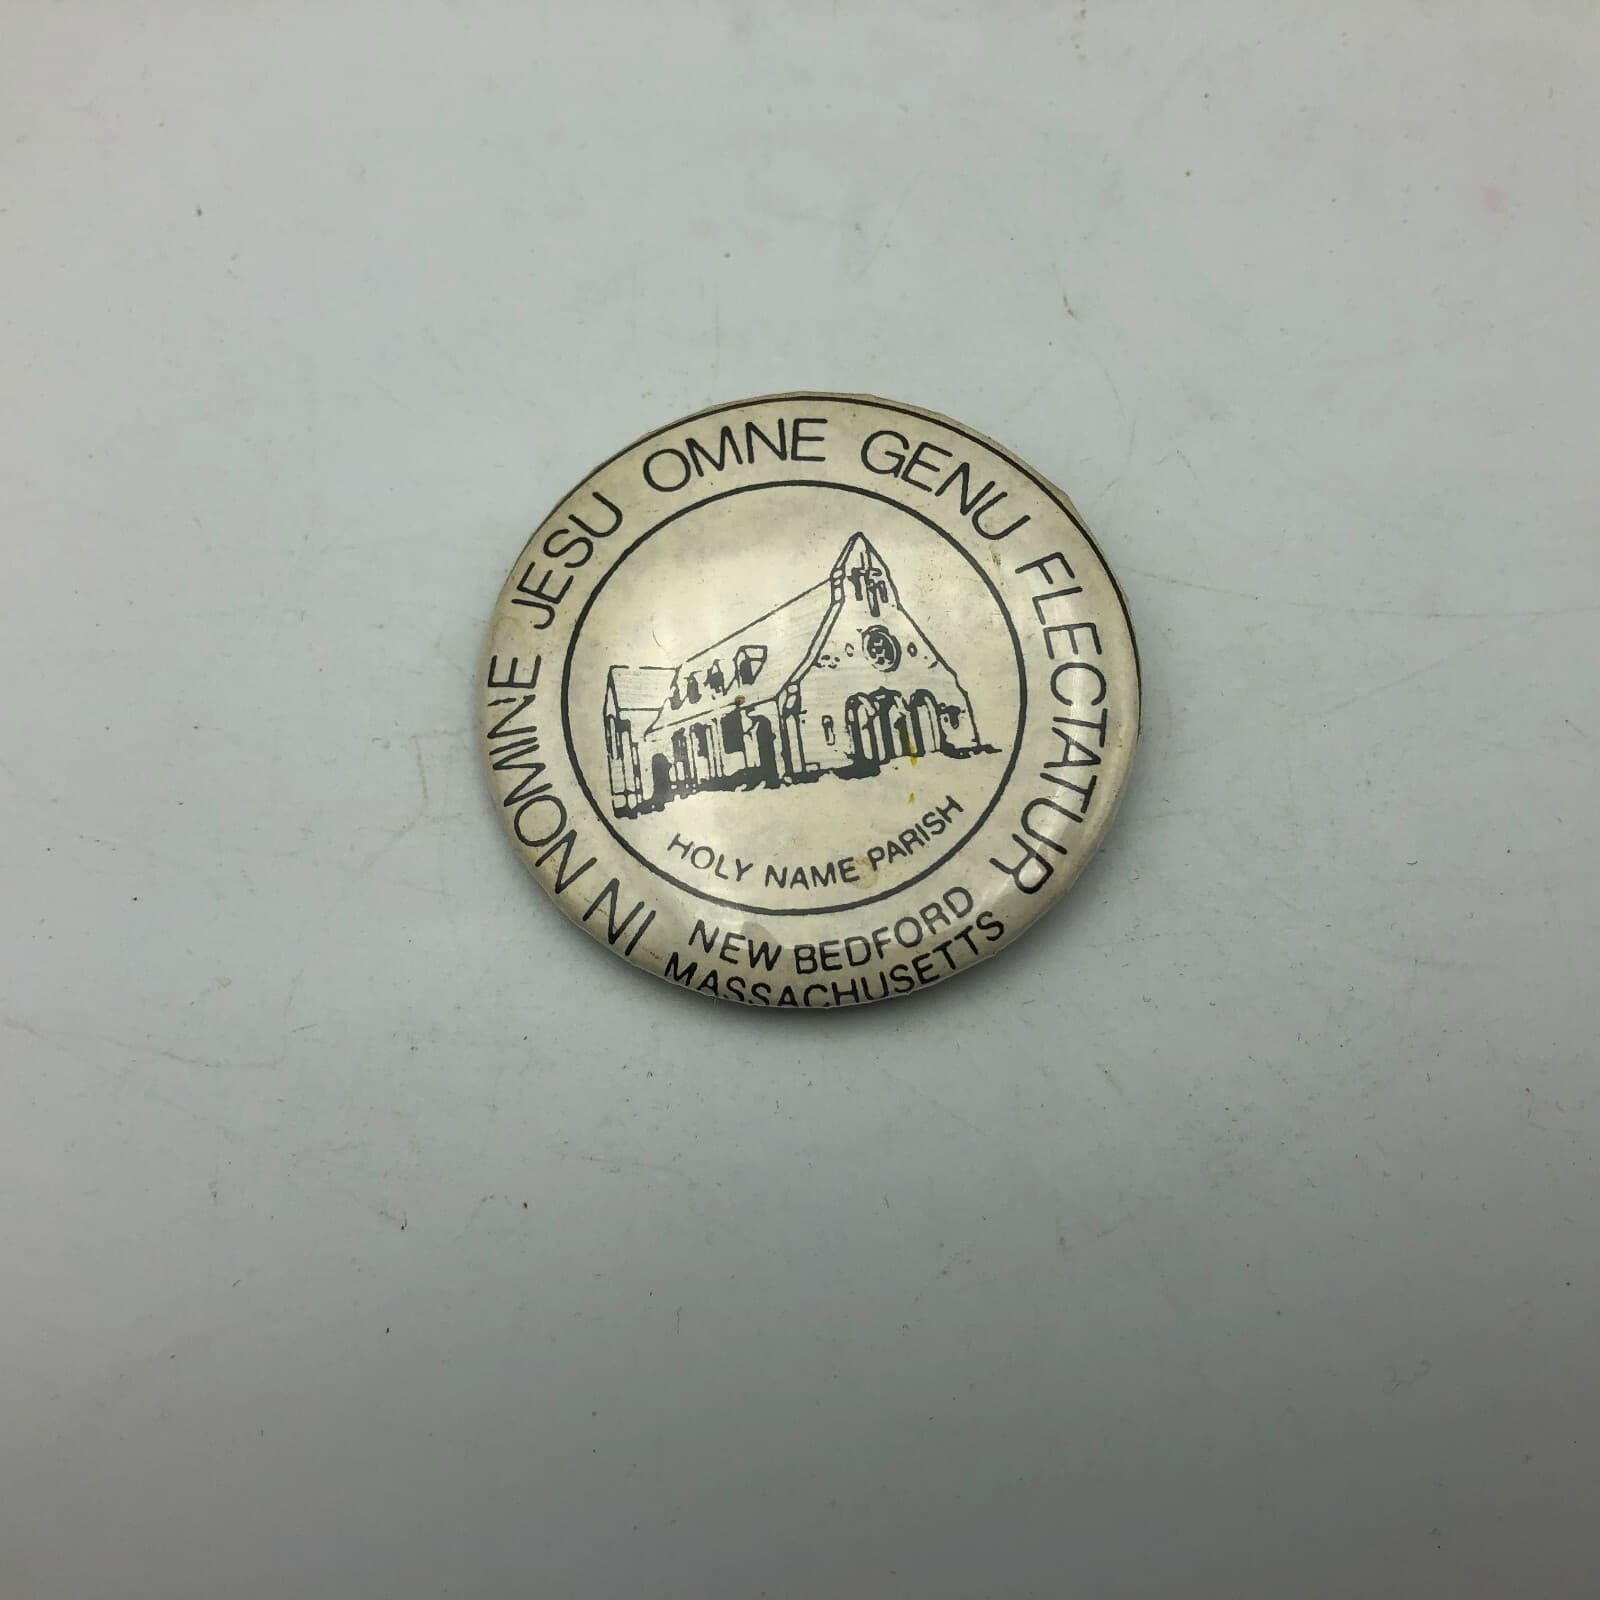 IN NOMINE JESU OMNE GENU FLECTATUR
HOLY NAME PARISH
NEW BEDFORD
MASSACHUSETTS